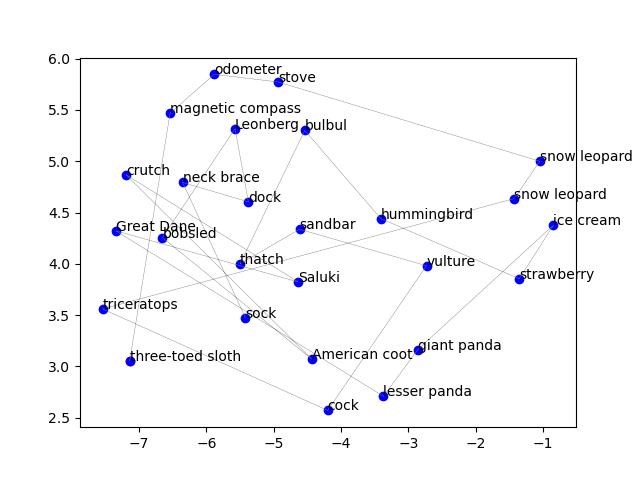 6.0
odometer
stove
5.5
magnetic compass
Leonberg
bulbul
5.0
snow leopard
crutch
neck brace
4.5
dock
snow leopard
hummingbird
ice cream
Great Dane
bobsled
sandbar
4.0
thatch
vulture
Saluki
strawberry
3.5
triceratops
sock
3.0
three-toed sloth
American coot
giant panda
lesser panda
2.5
cock
−7 −6 −5 −4 −3 −2 −1